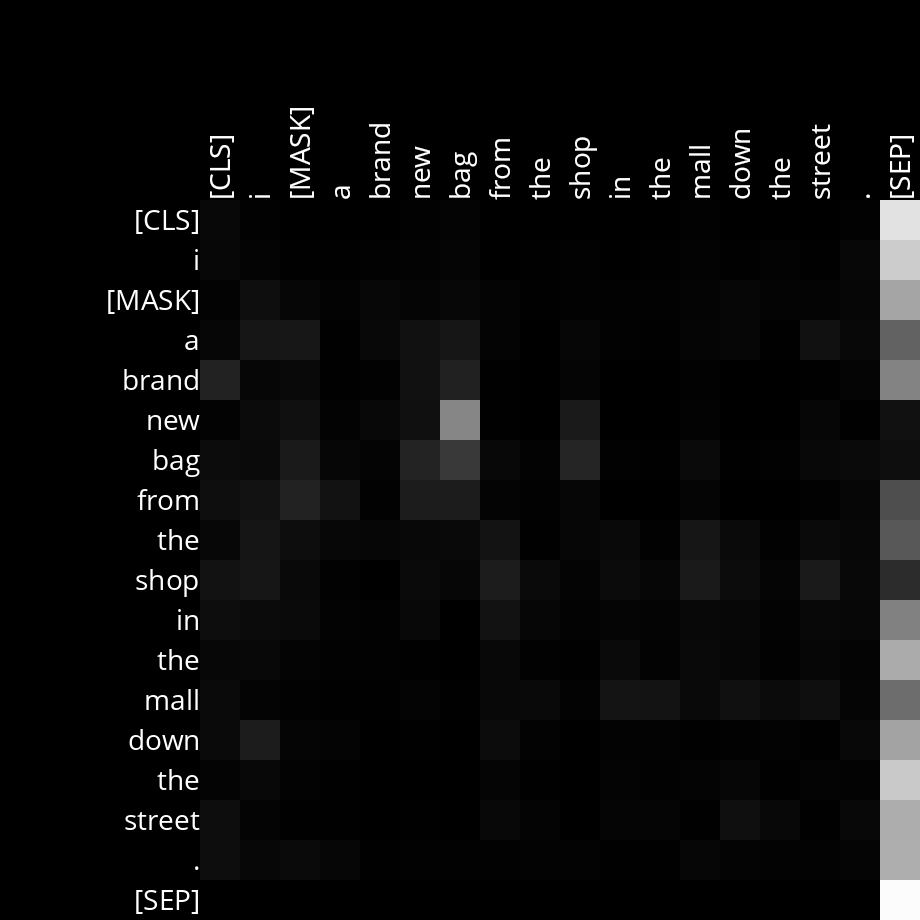 [CLS] i [MASK] a brand new bag from the shop in the mall down the street . [SEP]
[CLS]
i
[MASK]
a
brand
new
bag
from
the
shop
in
the
mall
down
the
street
.
[SEP]